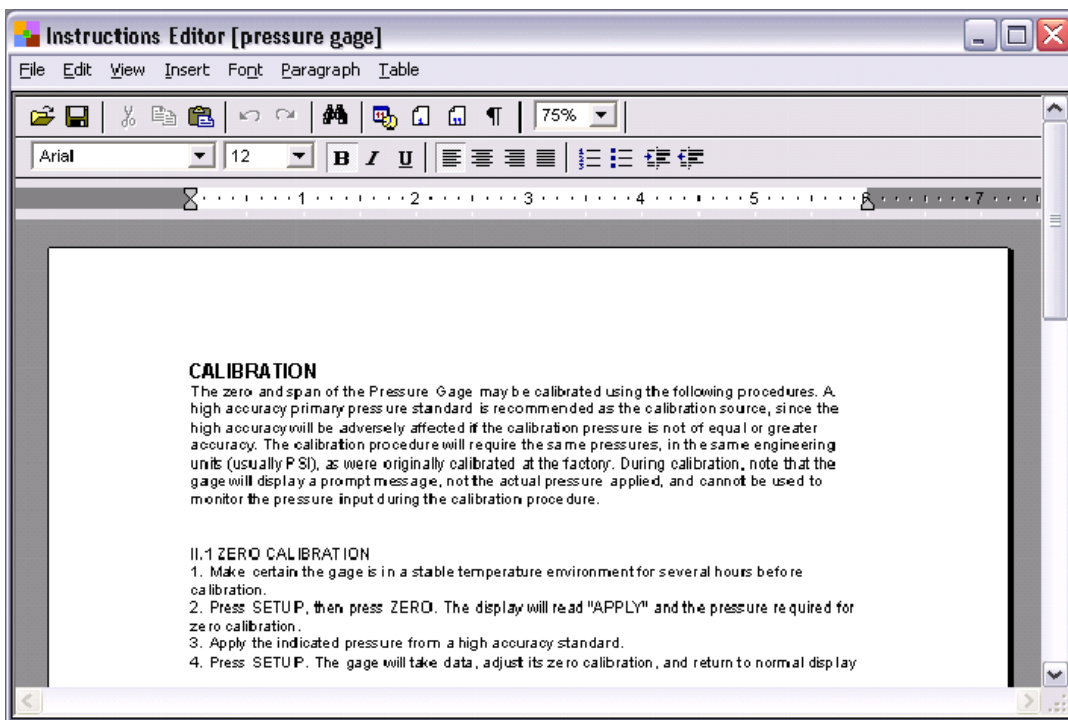 Instructions Editor [pressure gage]
File Edit View Insert Font Paragraph Table
75%
Arial 12 B I U
1 2 3 4 5 6 7
CALIBRATION
The zero and span of the Pressure Gage may be calibrated using the following procedures. A
high accuracy primary pressure standard is recommended as the calibration source, since the
high accuracy will be adversely affected if the calibration pressure is not of equal or greater
accuracy. The calibration procedure will require the same pressures, in the same engineering
units (usually PSI), as were originally calibrated at the factory. During calibration, note that the
gage will display a prompt message, not the actual pressure applied, and cannot be used to
monitor the pressure input during the calibration procedure.
II.1 ZERO CALIBRATION
1. Make certain the gage is in a stable temperature environment for several hours before
calibration.
2. Press SETUP, then press ZERO. The display will read "APPLY" and the pressure required for
zero calibration.
3. Apply the indicated pressure from a high accuracy standard.
4. Press SETUP. The gage will take data, adjust its zero calibration, and return to normal display